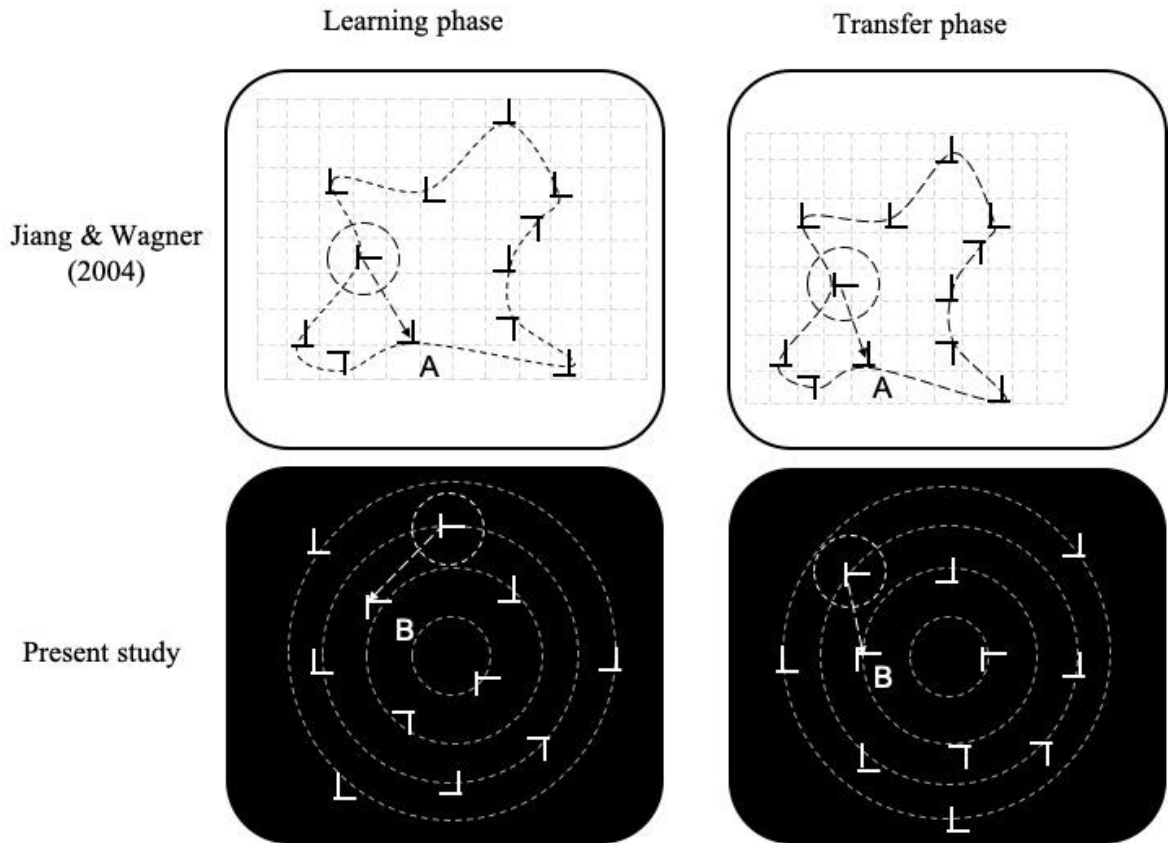 Learning phase
Transfer phase
Jiang & Wagner
(2004)
A
A
Present study
B
B